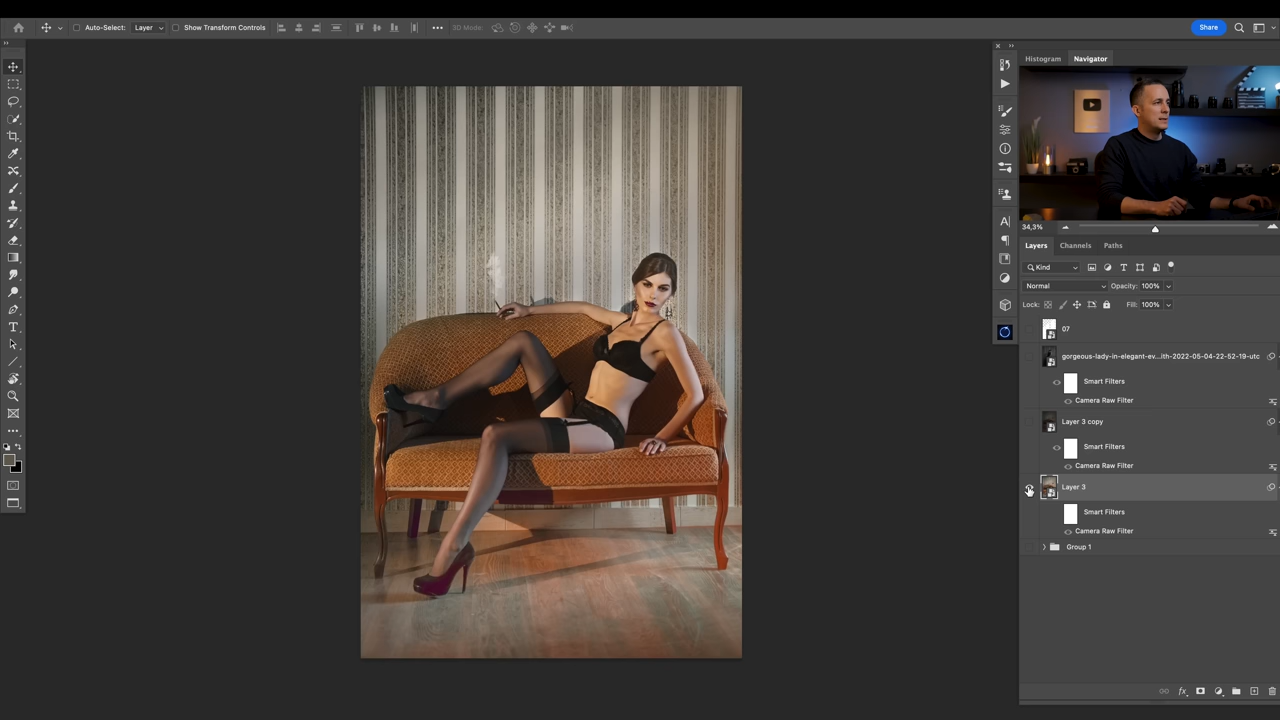 Auto-Select: Layer Show Transform Controls 3D Mode Share
Histogram Navigator
34,3%
Layers Channels Paths
Kind
Normal Opacity: 100%
Lock: Fill: 100%
07
gorgeous-lady-in-elegant-ev...ith-2022-05-04-22-52-19-utc
Smart Filters
Camera Raw Filter
Layer 3 copy
Smart Filters
Camera Raw Filter
Layer 3
Smart Filters
Camera Raw Filter
Group 1